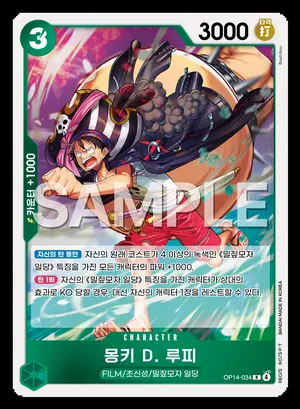 3
3000
타격
打
카운터 +1000
SAMPLE
자신의 턴 동안 자신의 원래 코스트가 4 이상의 녹색의 《밀짚모자
일당》 특징을 가진 모든 캐릭터의 파워 +1000.
턴 1회 자신의 《밀짚모자 일당》 특징을 가진 캐릭터가 상대의
효과로 KO 당할 경우, 대신 자신의 캐릭터 1장을 레스트할 수 있다.
CHARACTER
몽키 D. 루피
FILM/초신성/밀짚모자 일당
OP14-034 R 4